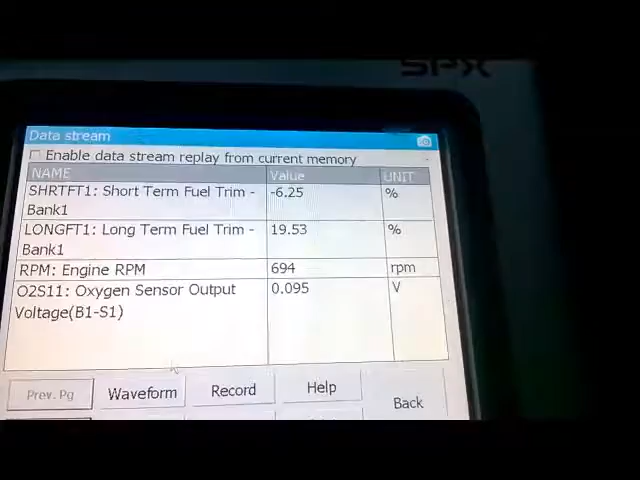 SPX
Data stream
Enable data stream replay from current memory
NAME Value UNIT
SHRTFT1: Short Term Fuel Trim - -6.25 %
Bank1
LONGFT1: Long Term Fuel Trim - 19.53 %
Bank1
RPM: Engine RPM 694 rpm
O2S11: Oxygen Sensor Output 0.095 V
Voltage(B1-S1)
Prev. Pg Waveform Record Help Back